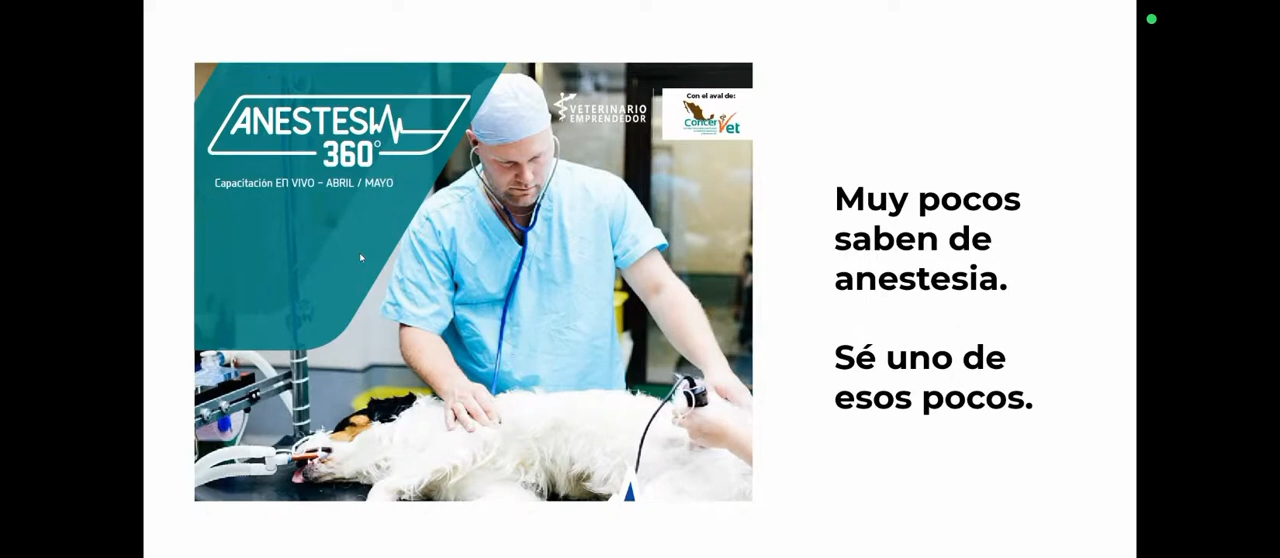 ANESTESIA
360°
Capacitación EN VIVO – ABRIL / MAYO
VETERINARIO
EMPRENDEDOR
Con el aval de:
ConcerVet
Muy pocos
saben de
anestesia.
Sé uno de
esos pocos.